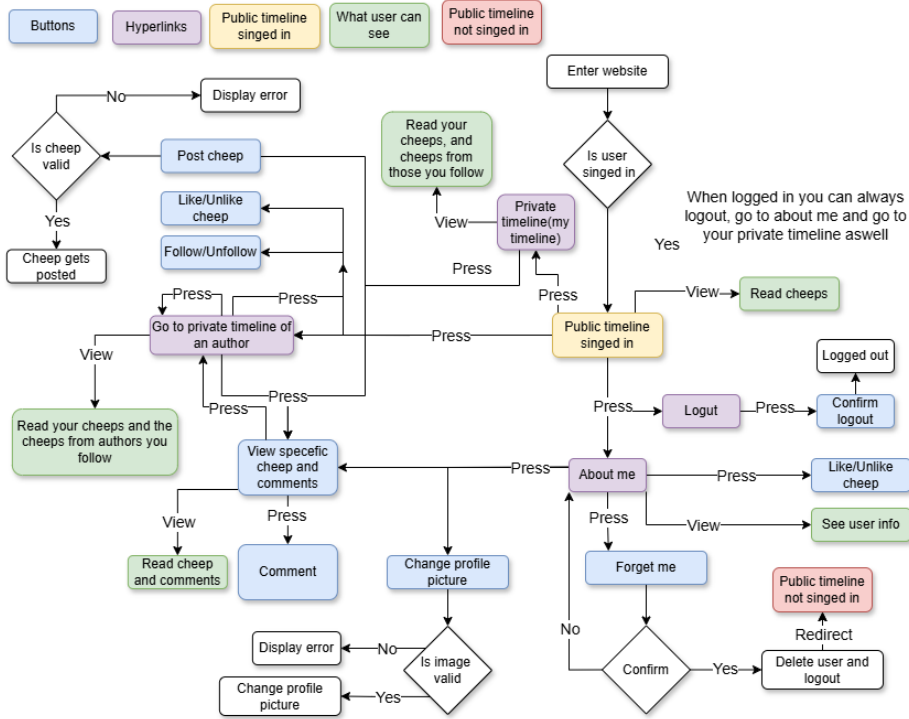 Buttons
Hyperlinks
Public timeline
singed in
What user can
see
Public timeline
not singed in
Enter website
No
Display error
Is cheep
valid
Post cheep
Read your
cheeps, and
cheeps from
those you follow
Is user
singed in
Like/Unlike
cheep
Private
timeline(my
timeline)
View
When logged in you can always
logout, go to about me and go to
your private timeline aswell
Yes
Follow/Unfollow
Yes
Cheep gets
posted
Press
Press
Press
Press
View
Read cheeps
Go to private timeline of
an author
Press
Public timeline
singed in
View
Logged out
Press
Press
Press
Logut
Press
Confirm
logout
Read your cheeps and the
cheeps from authors you
follow
View specefic
cheep and
comments
Press
About me
Press
Like/Unlike
cheep
View
Press
Press
View
See user info
Read cheep
and comments
Comment
Change profile
picture
Forget me
Public timeline
not singed in
No
Redirect
Display error
No
Is image
valid
Confirm
Yes
Delete user and
logout
Change profile
picture
Yes